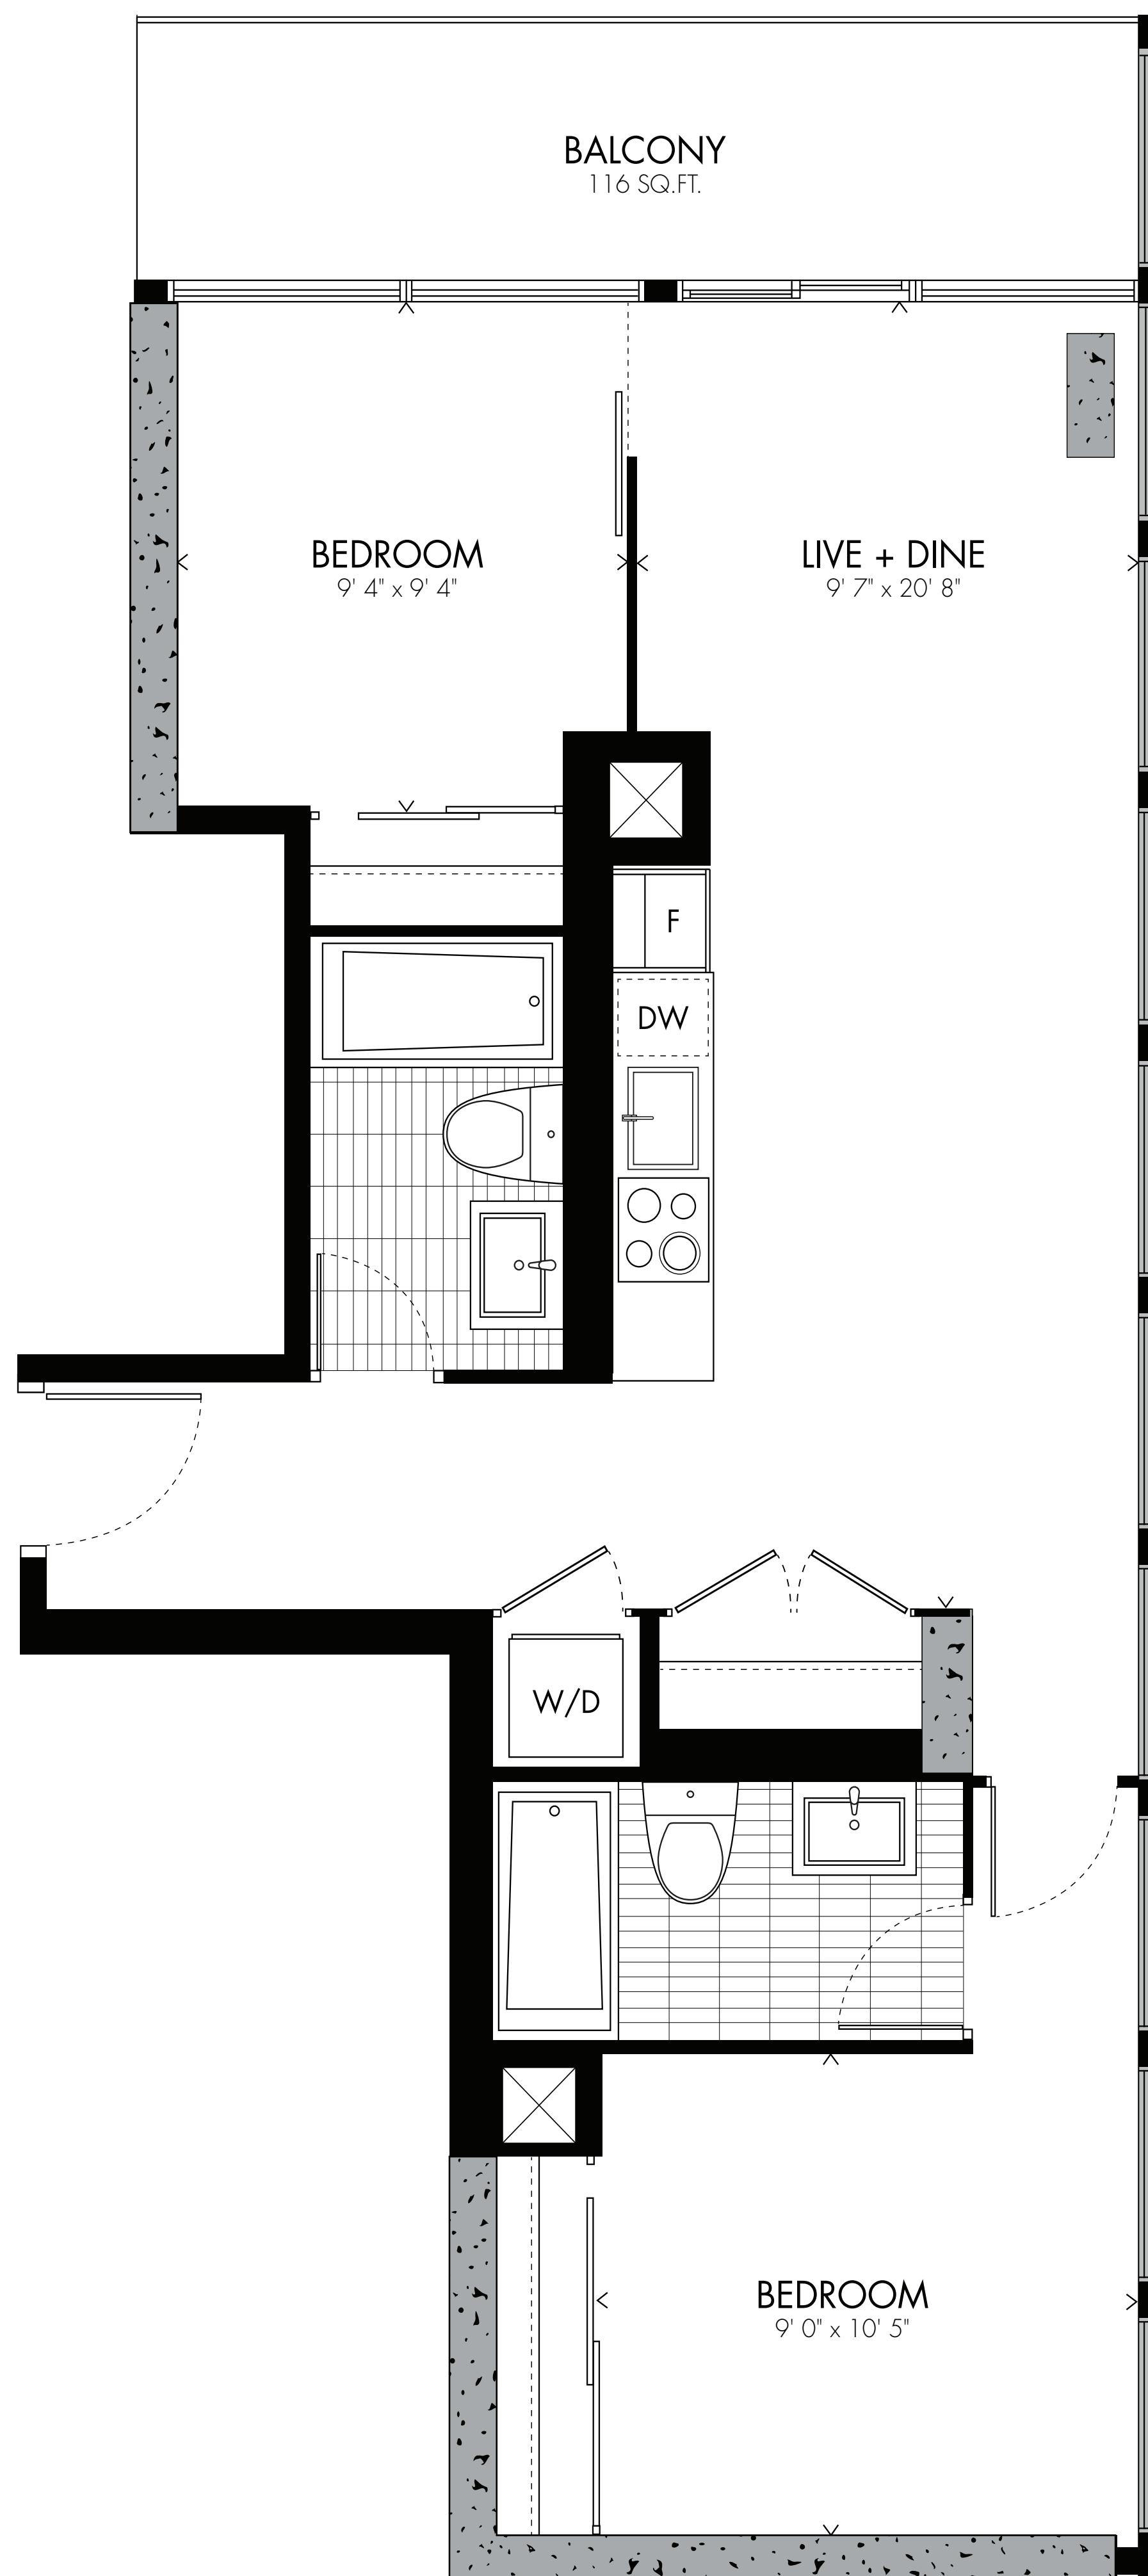 BALCONY
116 SQ.FT.
BEDROOM
9' 4" x 9' 4"
LIVE + DINE
9' 7" x 20' 8"
F
DW
W/D
BEDROOM
9' 0" x 10' 5"